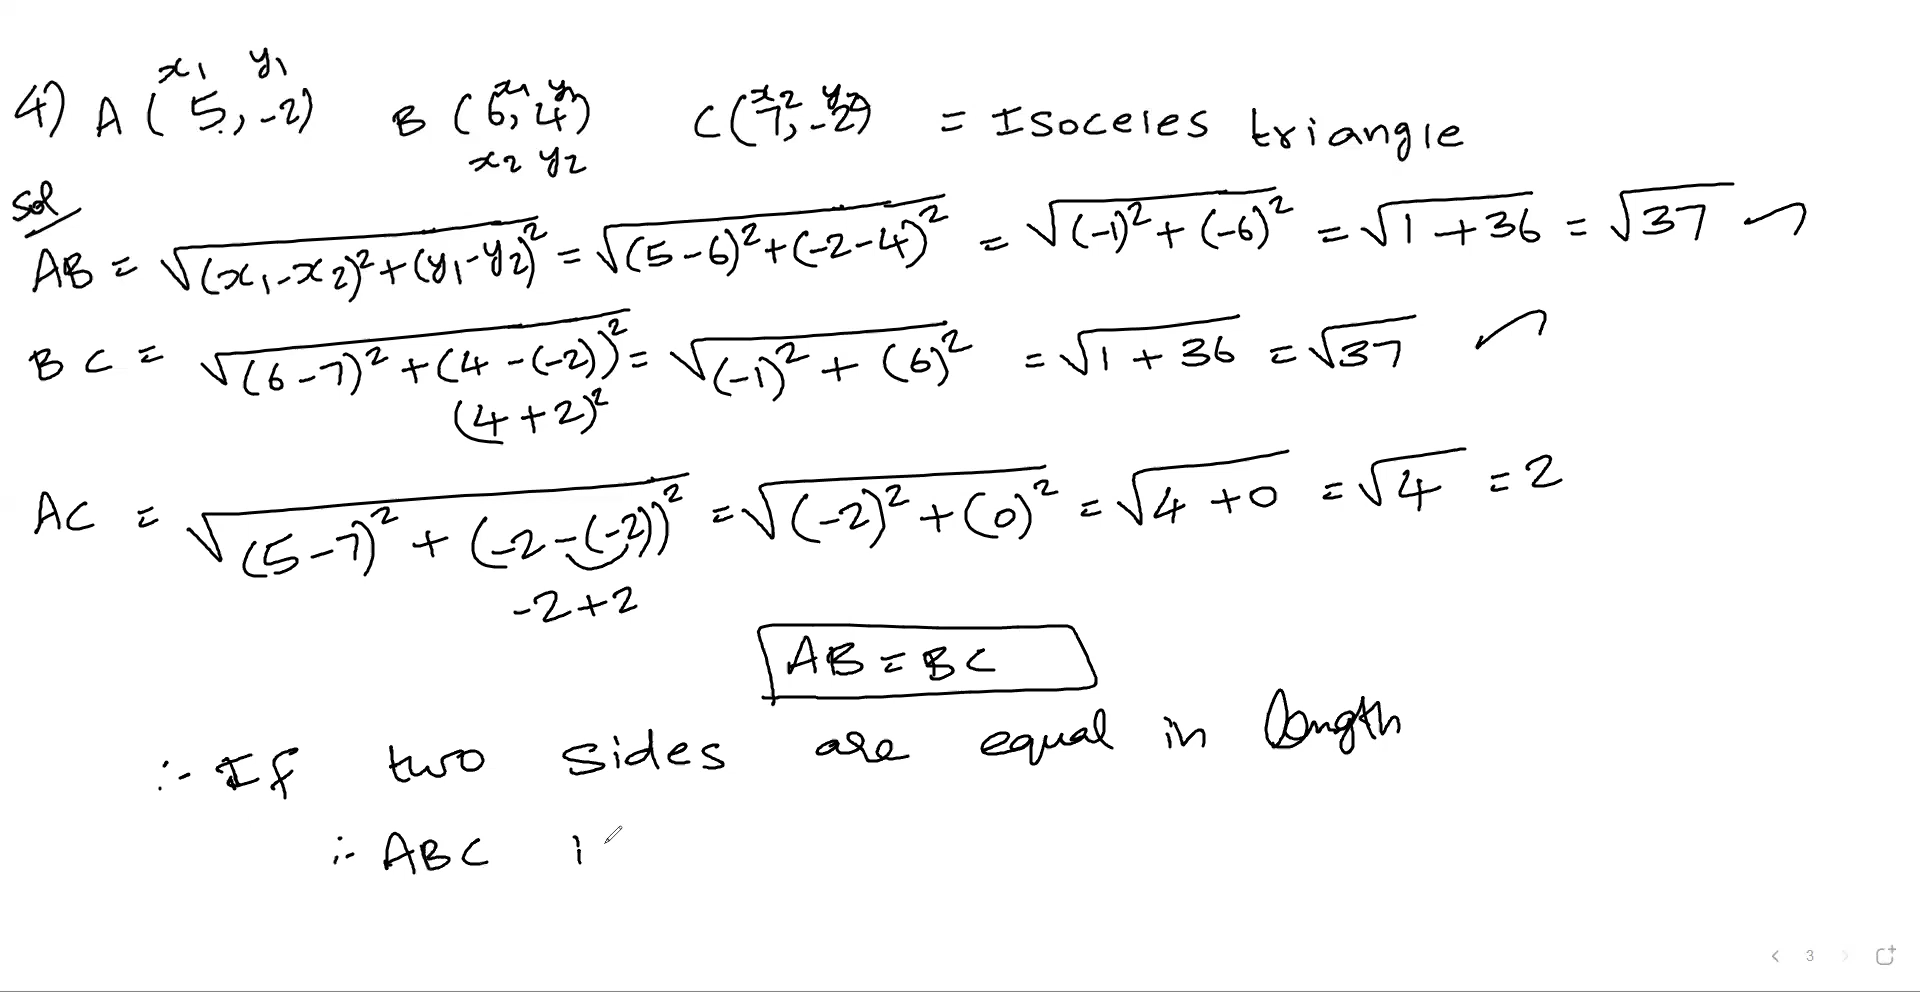 x1 y1
4) A ( 5, -2) B (6, 4) C(7, -2) = Isoceles triangle
x1 y1 x2 y2
x2 y2
Sol
AB = √(x1-x2)²+(y1-y2)² = √(5-6)²+(-2-4)² = √(-1)²+(-6)² = √1+36 = √37
BC = √(6-7)²+(4-(-2))² = √(-1)²+(6)² = √1+36 = √37
(4+2)²
AC = √(5-7)²+(-2-(-2))² = √(-2)²+(0)² = √4+0 = √4 = 2
-2+2
AB = BC
∴ If two sides are equal in length
∴ ABC i
3